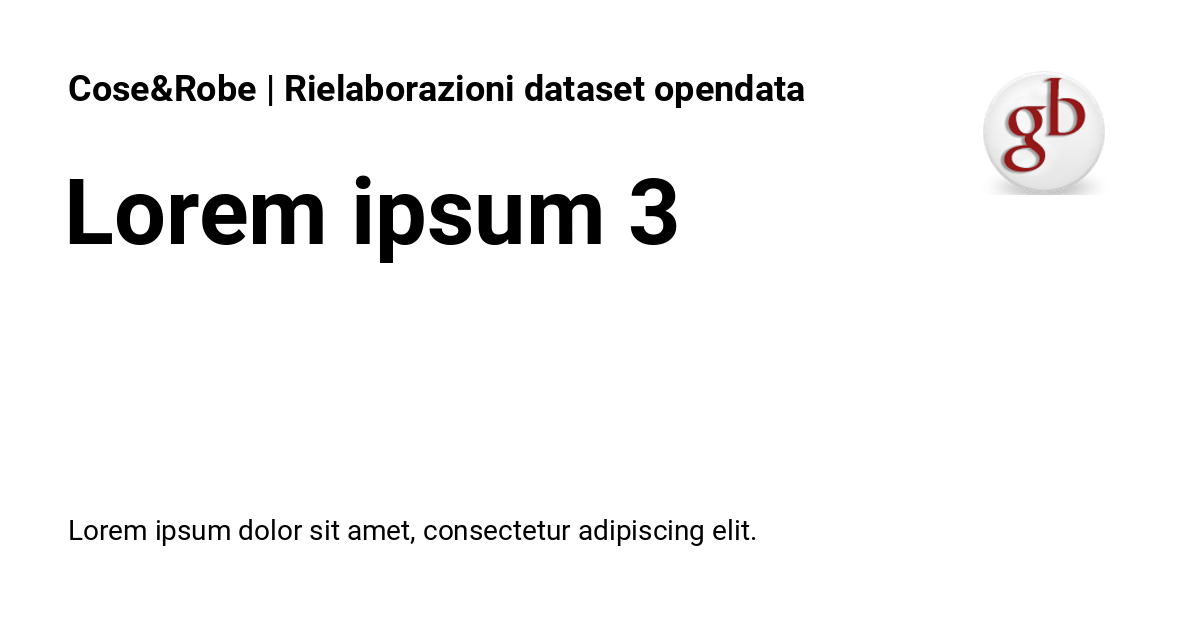 Cose&Robe | Rielaborazioni dataset opendata
gb
Lorem ipsum 3
Lorem ipsum dolor sit amet, consectetur adipiscing elit.